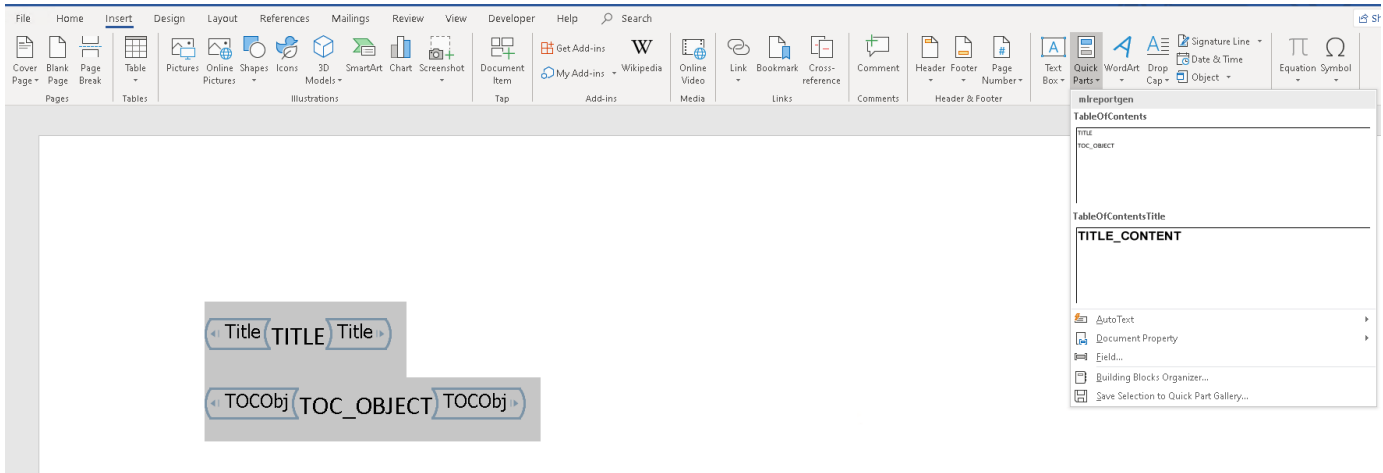 File Home Insert Design Layout References Mailings Review View Developer Help Search Sh
Cover Page Blank Page Page Break
Table
Pictures Online Pictures Shapes Icons 3D Models SmartArt Chart Screenshot
Document Item
Get Add-ins
My Add-ins
Wikipedia
Online Video
Link Bookmark Cross-reference
Comment
Header Footer Page Number
Text Box Quick Parts WordArt Drop Cap
Signature Line
Date & Time
Object
Equation Symbol
Pages Tables Illustrations Tap Add-ins Media Links Comments Header & Footer
mlreportgen
TableOfContents
TITLE
TOC_OBJECT
TableOfContentsTitle
TITLE_CONTENT
AutoText
Document Property
Field...
Building Blocks Organizer...
Save Selection to Quick Part Gallery...
Title TITLE Title
TOCObj TOC_OBJECT TOCObj